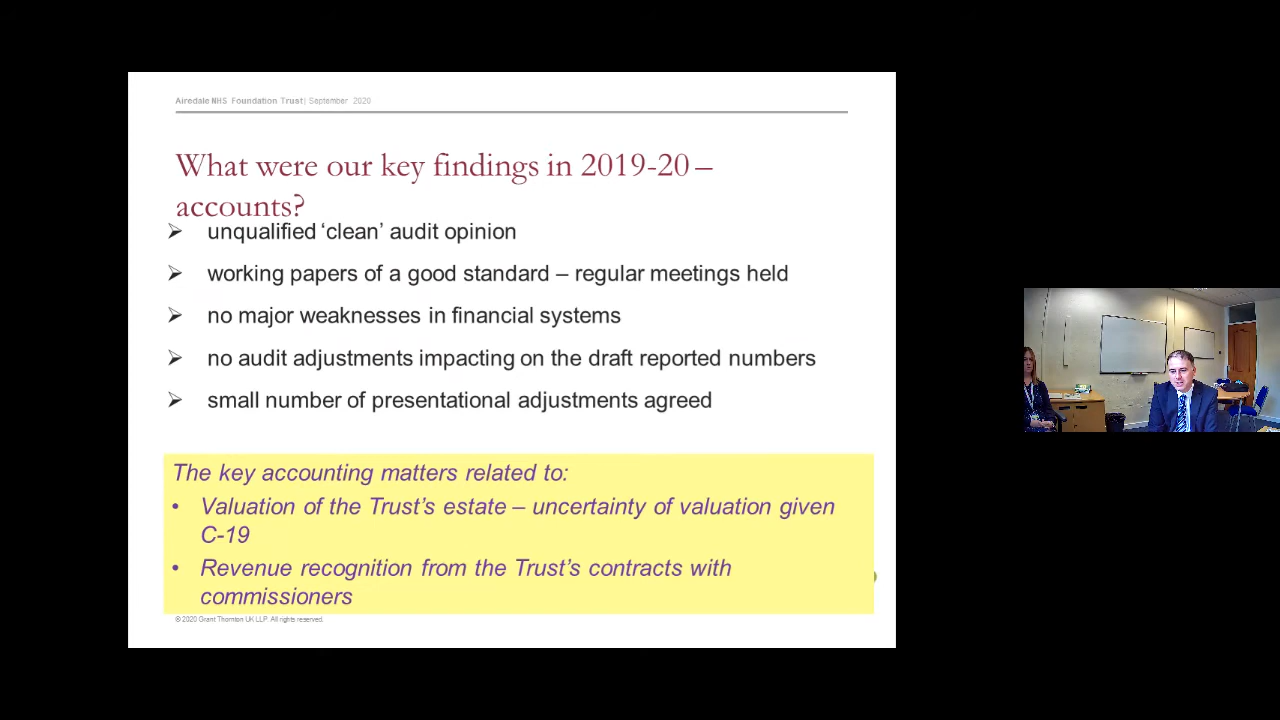 Airedale NHS Foundation Trust| September 2020
What were our key findings in 2019-20 –
accounts?
➢ unqualified ‘clean’ audit opinion
➢ working papers of a good standard – regular meetings held
➢ no major weaknesses in financial systems
➢ no audit adjustments impacting on the draft reported numbers
➢ small number of presentational adjustments agreed
The key accounting matters related to:
• Valuation of the Trust’s estate – uncertainty of valuation given
C-19
• Revenue recognition from the Trust’s contracts with
commissioners
© 2020 Grant Thornton UK LLP. All rights reserved.